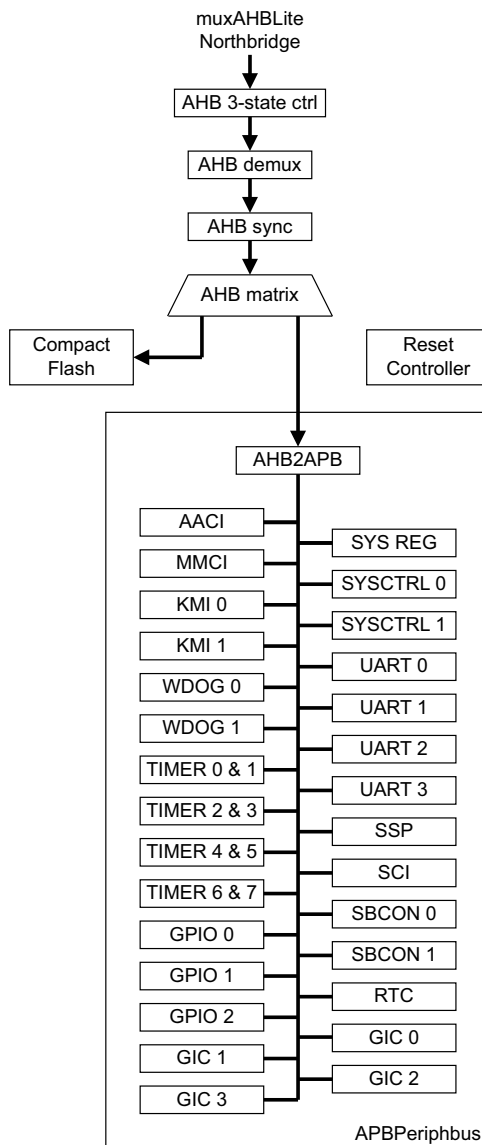 muxAHBLite
Northbridge
AHB 3-state ctrl
AHB demux
AHB sync
AHB matrix
Compact
Flash
Reset
Controller
AHB2APB
AACI
MMCI
KMI 0
KMI 1
WDOG 0
WDOG 1
TIMER 0 & 1
TIMER 2 & 3
TIMER 4 & 5
TIMER 6 & 7
GPIO 0
GPIO 1
GPIO 2
GIC 1
GIC 3
SYS REG
SYSCTRL 0
SYSCTRL 1
UART 0
UART 1
UART 2
UART 3
SSP
SCI
SBCON 0
SBCON 1
RTC
GIC 0
GIC 2
APBPeriphbus